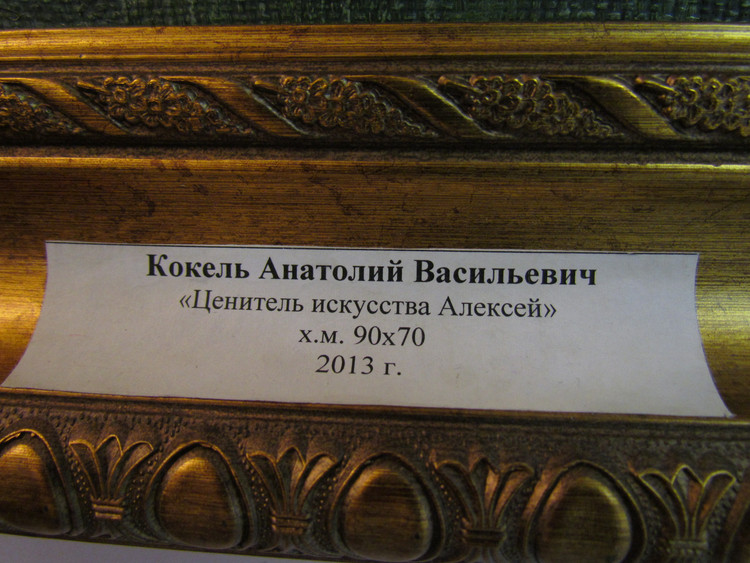 Кокель Анатолий Васильевич
«Ценитель искусства Алексей»
х.м. 90х70
2013 г.